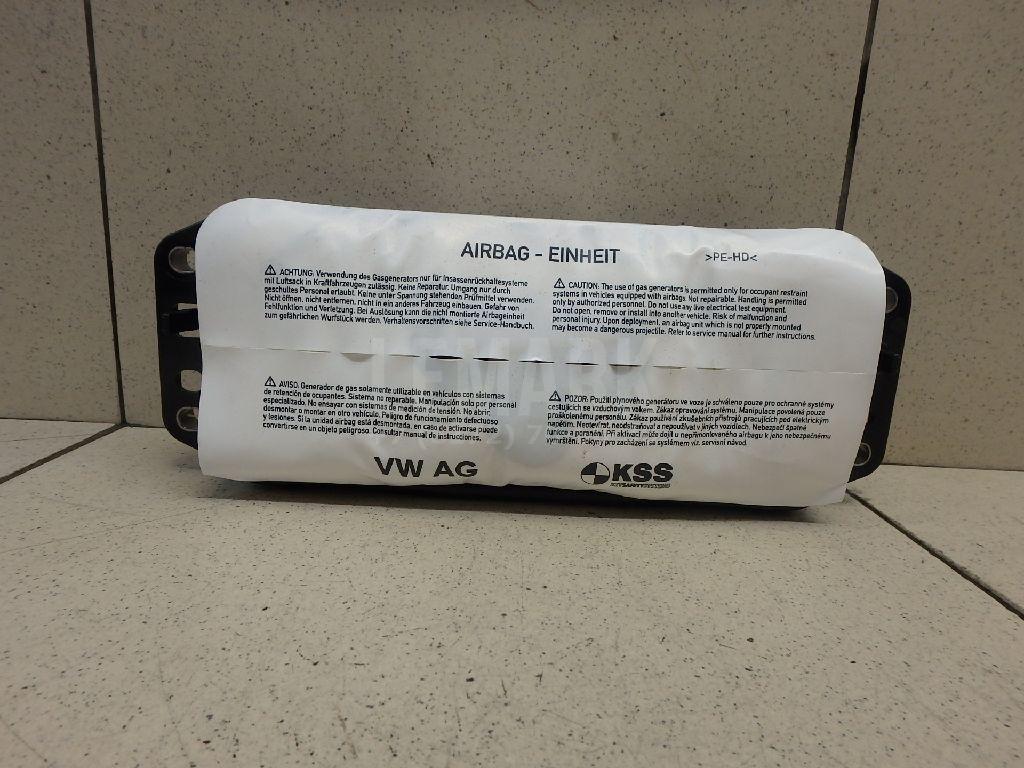 AIRBAG - EINHEIT
>PE-HD<
⚠ ACHTUNG: Verwendung des Gasgenerators nur für Insassenrückhaltesysteme
mit Luftsack in Kraftfahrzeugen zulässig. Keine Reparatur. Umgang nur durch
geschultes Personal erlaubt. Keine unter Spannung stehenden Prüfmittel verwenden.
Nicht öffnen, nicht entfernen, nicht in ein anderes Fahrzeug einbauen. Gefahr von
Fehlfunktion und Verletzung. Bei Auslösung kann die nicht montierte Airbageinheit
zum gefährlichen Wurfstück werden. Verhaltensvorschriften siehe Service-Handbuch.
⚠ CAUTION: The use of gas generators is permitted only for occupant restraint
systems in vehicles equipped with airbags. Not repairable. Handling is permitted
only by authorized personnel. Do not use any live electrical test equipment.
Do not open, remove or install into another vehicle. Risk of malfunction and
personal injury. Upon deployment, an airbag unit which is not properly mounted
may become a dangerous projectile. Refer to service manual for further instructions.
LEMARK
⚠ AVISO: Generador de gas solamente utilizable en vehículos con sistemas
de retención de ocupantes. Sistema no reparable. Manipulación solo por personal
especializado. No ensayar con sistemas de medición de tensión. No abrir,
desmontar o montar en otro vehículo. Peligro de funcionamiento defectuoso
y lesiones. Si la unidad airbag está desmontada, en caso de activarse puede
convertirse en un objeto peligroso. Consultar manual de instrucciones.
⚠ POZOR: Použití plynového generátoru ve voze je schváleno pouze pro ochranné systémy
cestujících se vzduchovým vakem. Zákaz opravování systému. Manipulace povolena pouze
proškolenému personálu. Zákaz používání zkušebních přístrojů pracujících pod elektrickým
napětím. Neotevírat, neodstraňovat a nepoužívat v jiných vozidlech. Nebezpečí špatné
funkce a poranění. Při aktivaci může dojít u nepřimontovaného airbagu k jeho nebezpečnému
vymrštění. Pokyny pro zacházení se systémem viz. servisní návod.
VW AG
KSS